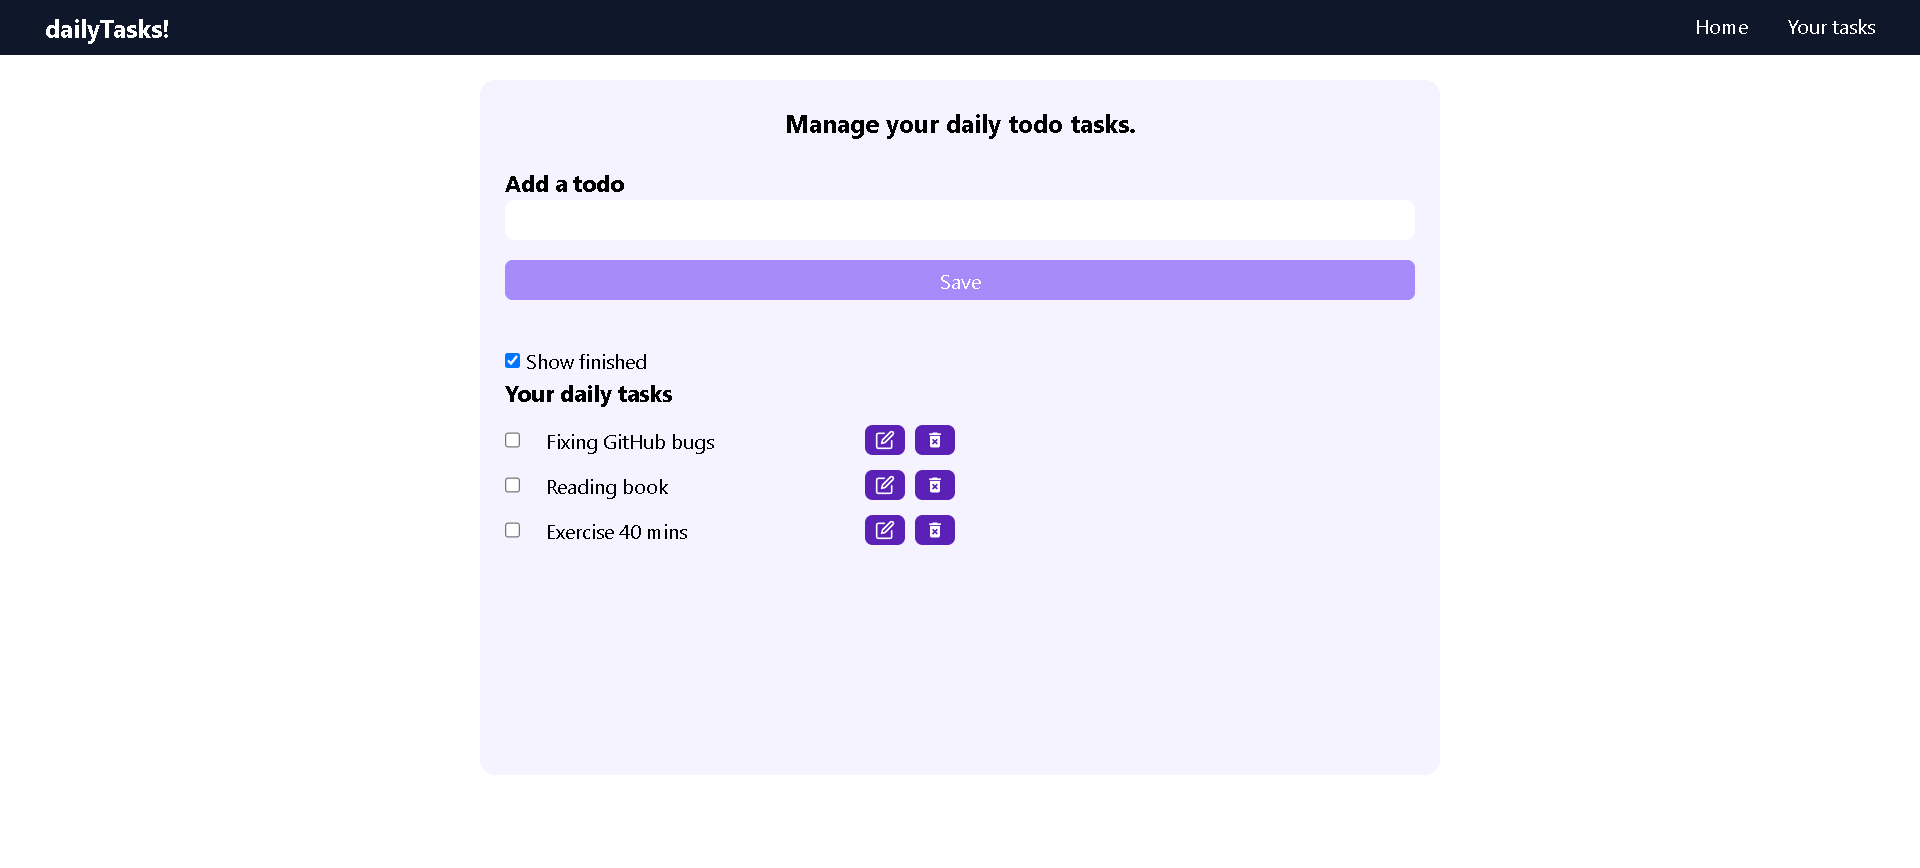 dailyTasks!
Home
Your tasks
Manage your daily todo tasks.
Add a todo
Save
Show finished
Your daily tasks
Fixing GitHub bugs
Reading book
Exercise 40 mins